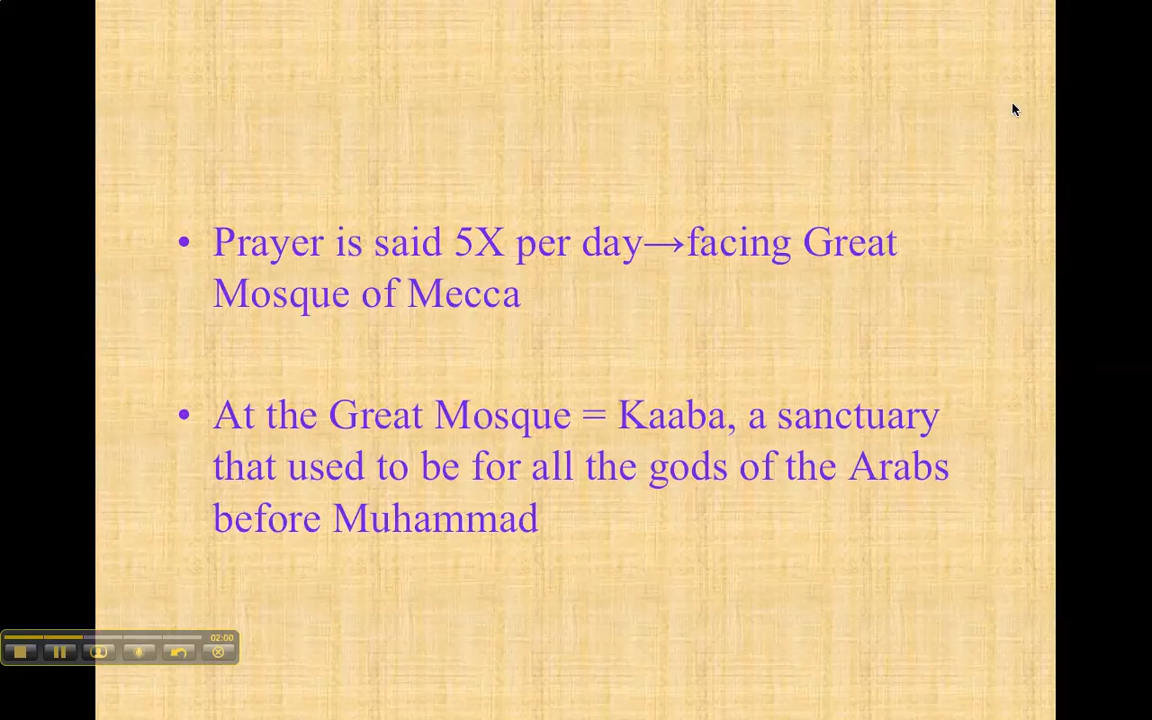 • Prayer is said 5X per day→facing Great
Mosque of Mecca
• At the Great Mosque = Kaaba, a sanctuary
that used to be for all the gods of the Arabs
before Muhammad
02:00